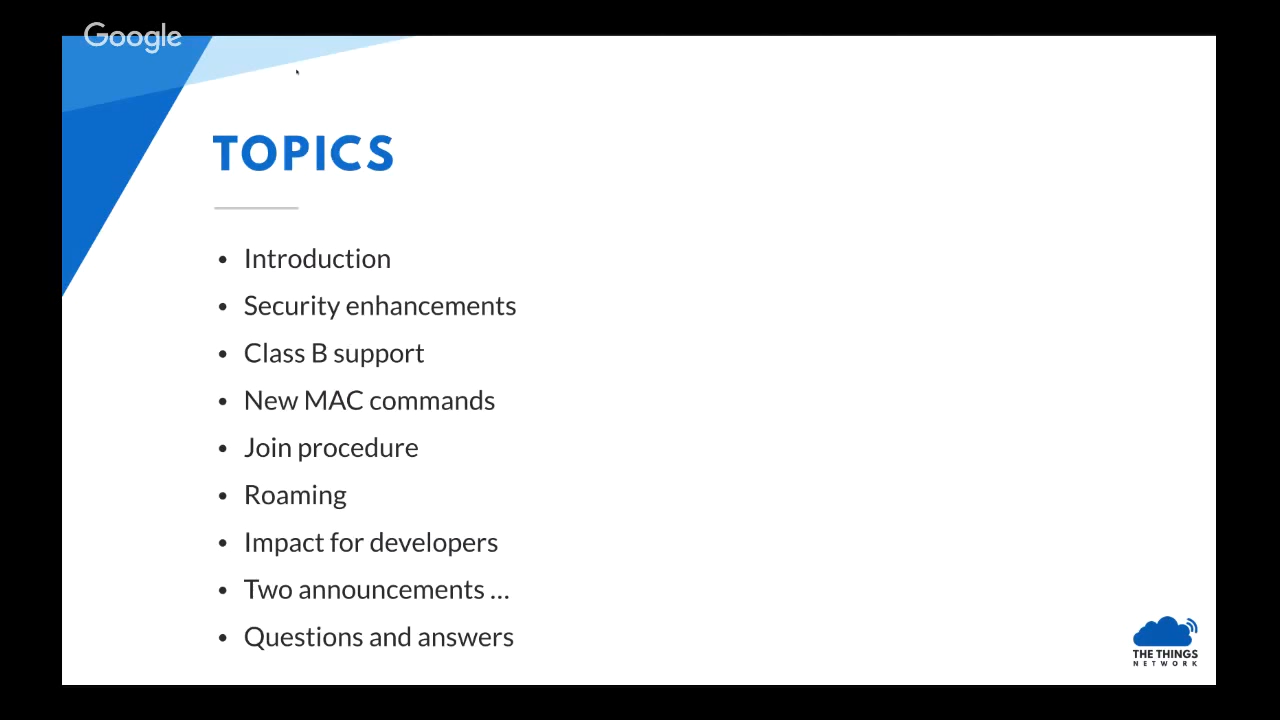 Google
TOPICS
• Introduction
• Security enhancements
• Class B support
• New MAC commands
• Join procedure
• Roaming
• Impact for developers
• Two announcements ...
• Questions and answers
THE THINGS
NETWORK